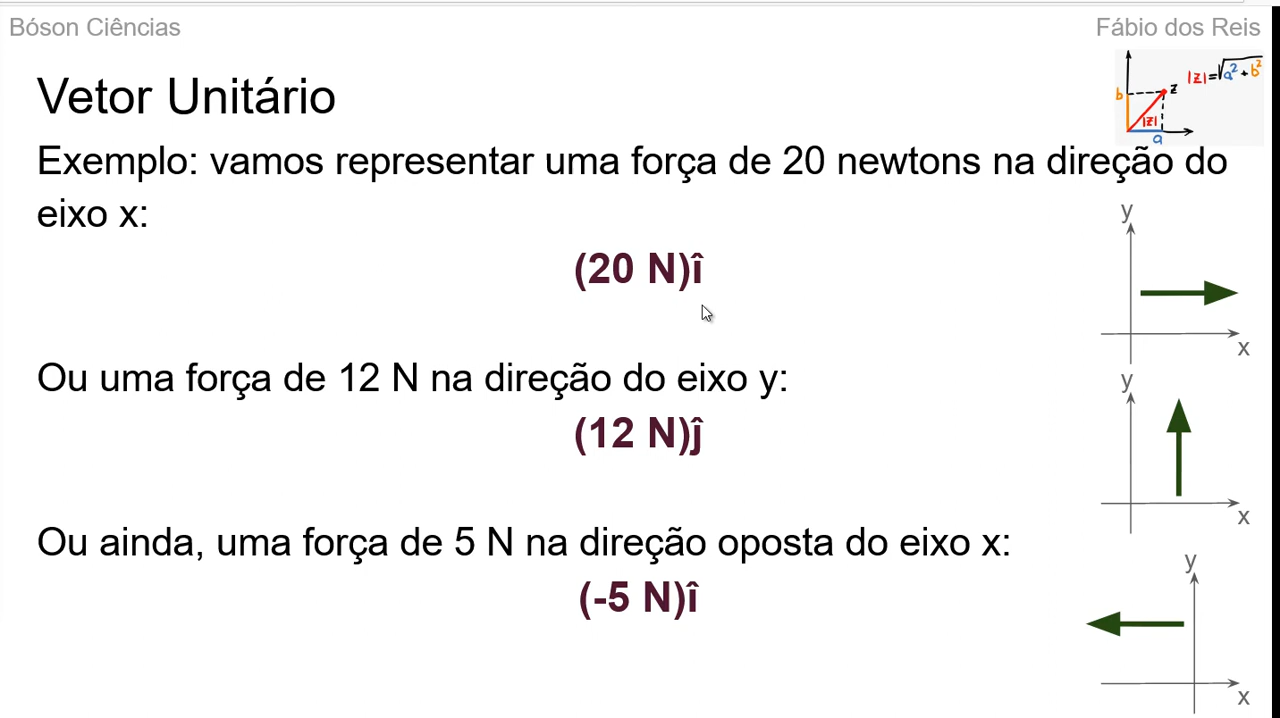 Bóson Ciências
Fábio dos Reis
Vetor Unitário
|z|=√a²+b²
b
z
|z|
a
Exemplo: vamos representar uma força de 20 newtons na direção do
eixo x:
(20 N)î
y
x
Ou uma força de 12 N na direção do eixo y:
(12 N)ĵ
y
x
Ou ainda, uma força de 5 N na direção oposta do eixo x:
(-5 N)î
y
x